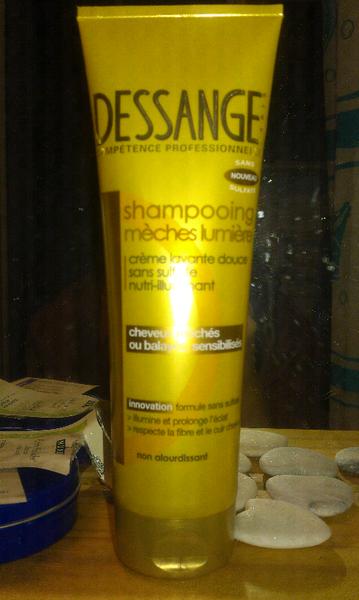 DESSANGE
COMPÉTENCE PROFESSIONNELLE
SANS
NOUVEAU
SULFATE
shampooing
mèches lumière
crème lavante douce
sans sulfate
nutri-illuminant
cheveux méchés
ou balayés sensibilisés
innovation formule sans sulfate
> illumine et prolonge l'éclat
> respecte la fibre et le cuir chevelu
non alourdissant